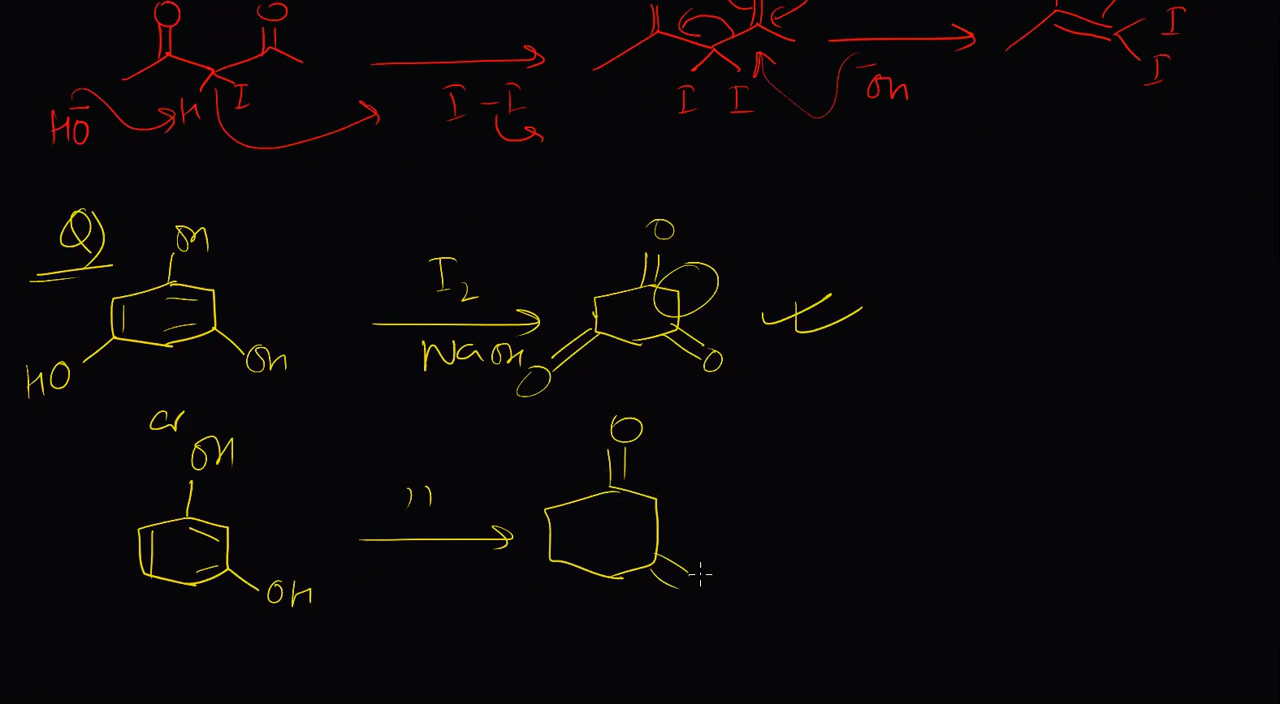 O O
I
I
HO H I I-I I I OH
Q
OH
O
I2
NaOH
HO OH
O O
or
OH
O
"
OH